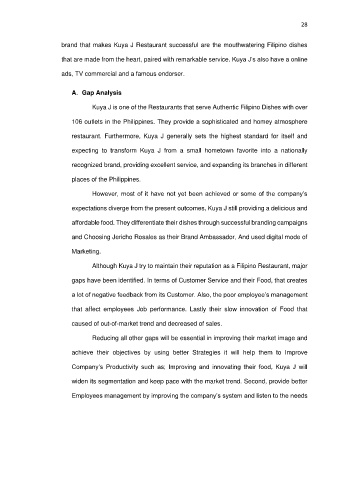 28
brand that makes Kuya J Restaurant successful are the mouthwatering Filipino dishes
that are made from the heart, paired with remarkable service. Kuya J's also have a online
ads, TV commercial and a famous endorser.
A. Gap Analysis
Kuya J is one of the Restaurants that serve Authentic Filipino Dishes with over
106 outlets in the Philippines. They provide a sophisticated and homey atmosphere
restaurant. Furthermore, Kuya J generally sets the highest standard for itself and
expecting to transform Kuya J from a small hometown favorite into a nationally
recognized brand, providing excellent service, and expanding its branches in different
places of the Philippines.
However, most of it have not yet been achieved or some of the company's
expectations diverge from the present outcomes, Kuya J still providing a delicious and
affordable food. They differentiate their dishes through successful branding campaigns
and Choosing Jericho Rosales as their Brand Ambassador, And used digital mode of
Marketing.
Although Kuya J try to maintain their reputation as a Filipino Restaurant, major
gaps have been identified. In terms of Customer Service and their Food, that creates
a lot of negative feedback from its Customer. Also, the poor employee's management
that affect employees Job performance. Lastly their slow innovation of Food that
caused of out-of-market trend and decreased of sales.
Reducing all other gaps will be essential in improving their market image and
achieve their objectives by using better Strategies it will help them to Improve
Company's Productivity such as; Improving and innovating their food, Kuya J will
widen its segmentation and keep pace with the market trend. Second, provide better
Employees management by improving the company's system and listen to the needs